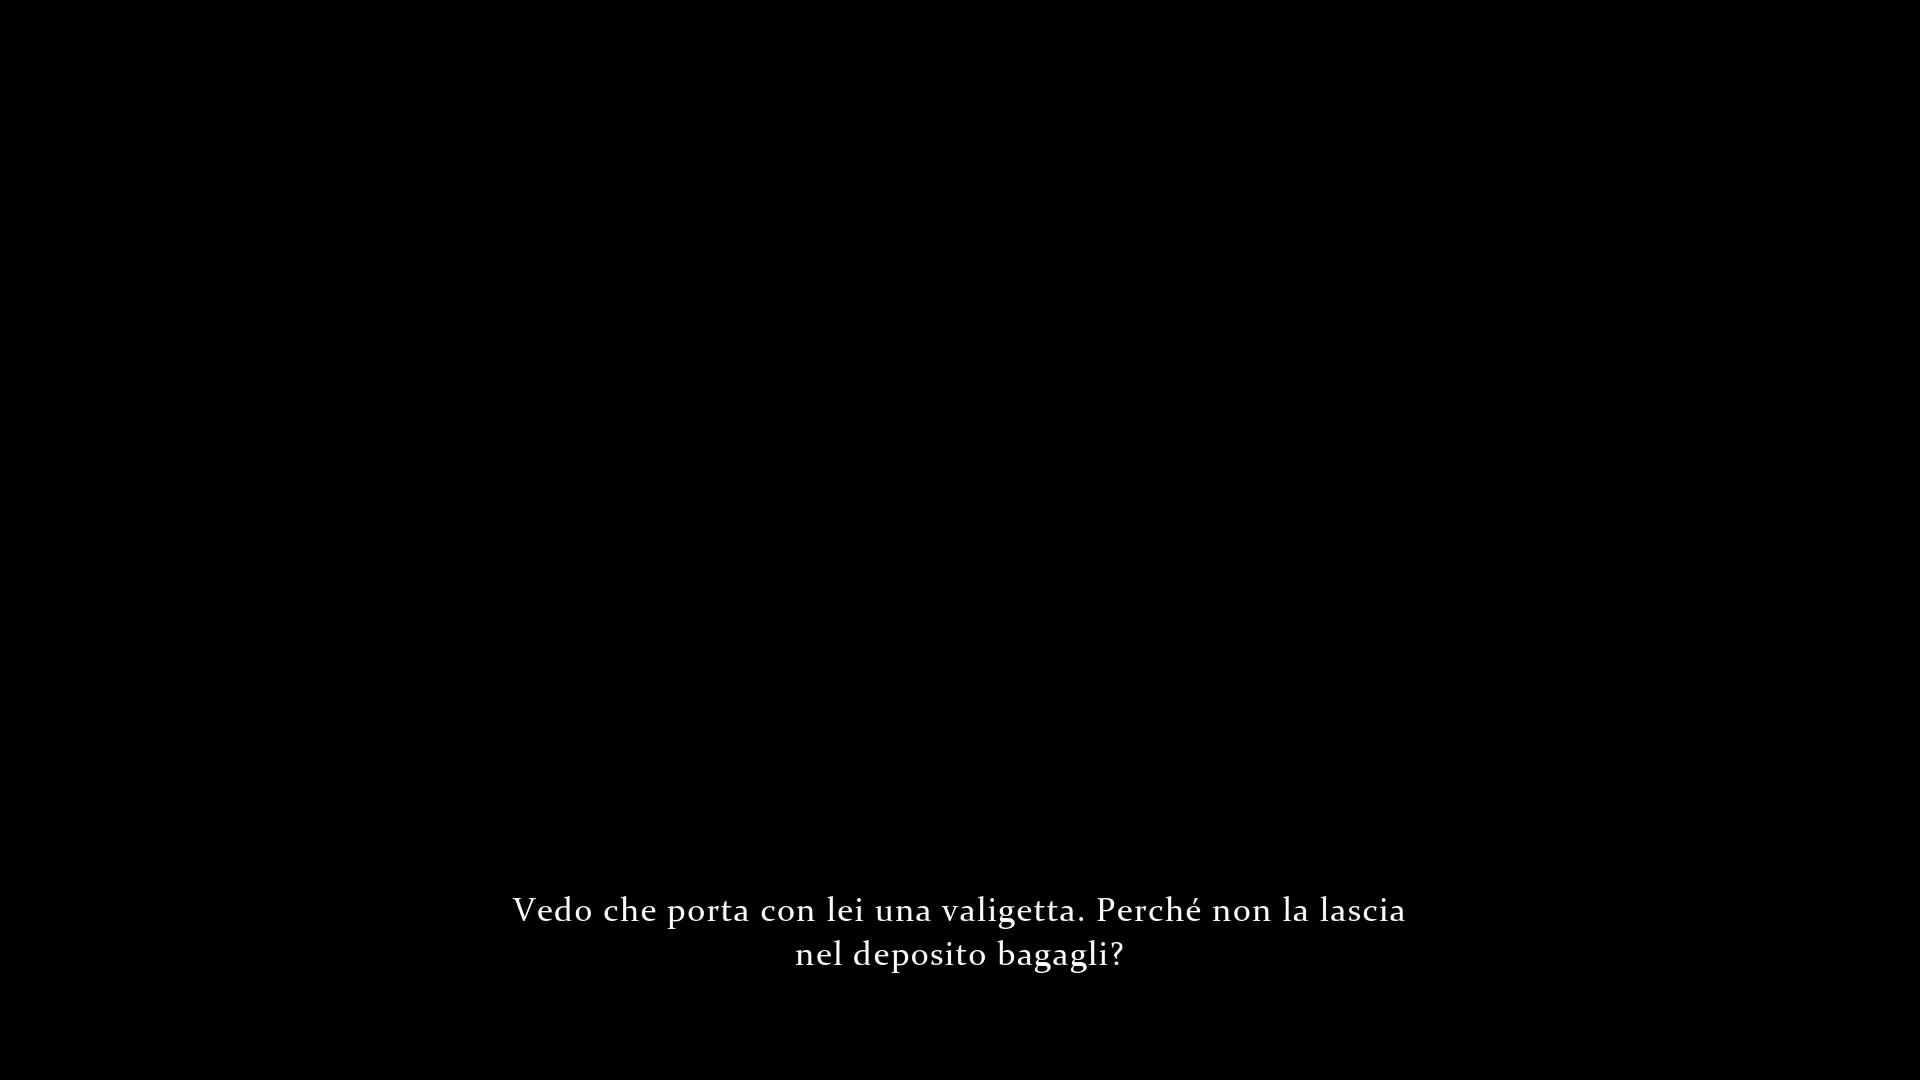 Vedo che porta con lei una valigetta. Perché non la lascia
nel deposito bagagli?